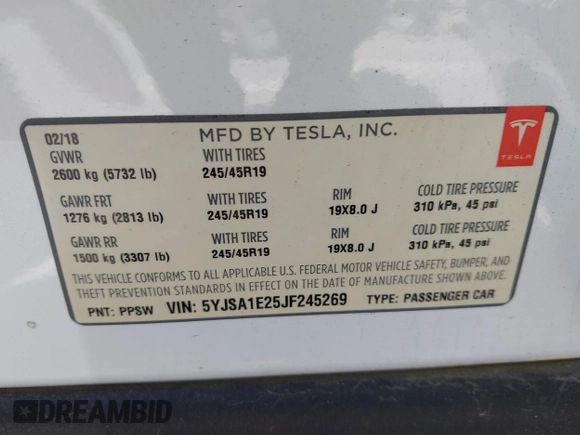 02/18 MFD BY TESLA, INC.
TESLA
GVWR WITH TIRES
2600 kg (5732 lb) 245/45R19
GAWR FRT WITH TIRES RIM COLD TIRE PRESSURE
1276 kg (2813 lb) 245/45R19 19X8.0 J 310 kPa, 45 psi
GAWR RR WITH TIRES RIM COLD TIRE PRESSURE
1500 kg (3307 lb) 245/45R19 19X8.0 J 310 kPa, 45 psi
THIS VEHICLE CONFORMS TO ALL APPLICABLE U.S. FEDERAL MOTOR VEHICLE SAFETY, BUMPER, AND
THEFT PREVENTION STANDARDS IN EFFECT ON THE DATE OF MANUFACTURE SHOWN ABOVE.
PNT: PPSW VIN: 5YJSA1E25JF245269 TYPE: PASSENGER CAR
DREAMBID